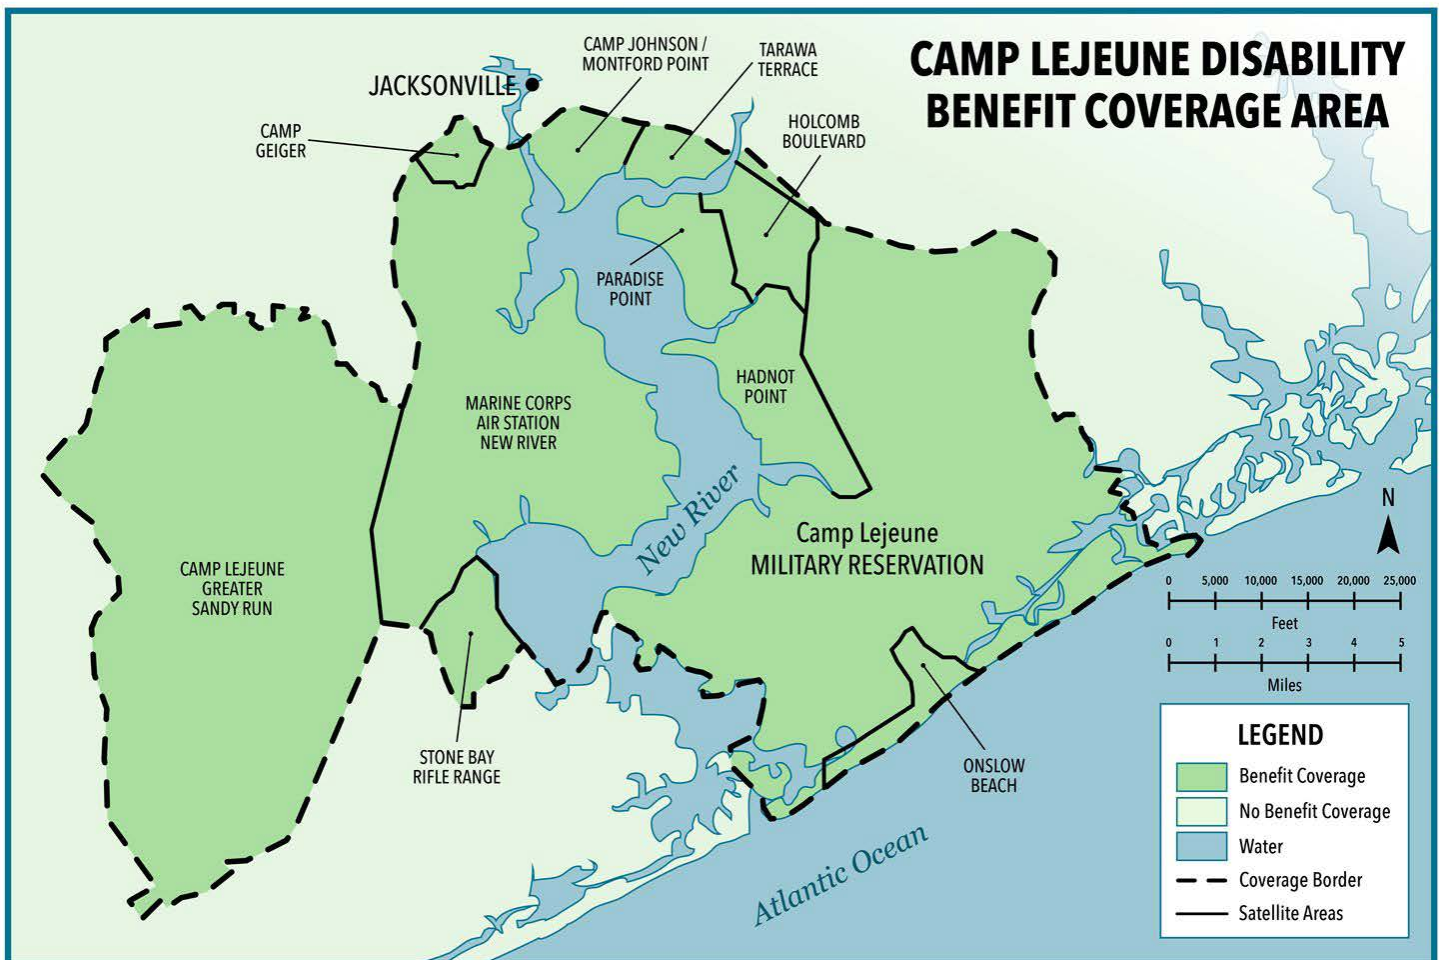 CAMP LEJEUNE DISABILITY
BENEFIT COVERAGE AREA
CAMP JOHNSON /
MONTFORD POINT
TARAWA
TERRACE
JACKSONVILLE
HOLCOMB
BOULEVARD
CAMP
GEIGER
PARADISE
POINT
HADNOT
POINT
MARINE CORPS
AIR STATION
NEW RIVER
New River
Camp Lejeune
MILITARY RESERVATION
CAMP LEJEUNE
GREATER
SANDY RUN
STONE BAY
RIFLE RANGE
ONSLOW
BEACH
Atlantic Ocean
N
0 5,000 10,000 15,000 20,000 25,000
Feet
0 1 2 3 4 5
Miles
LEGEND
Benefit Coverage
No Benefit Coverage
Water
Coverage Border
Satellite Areas